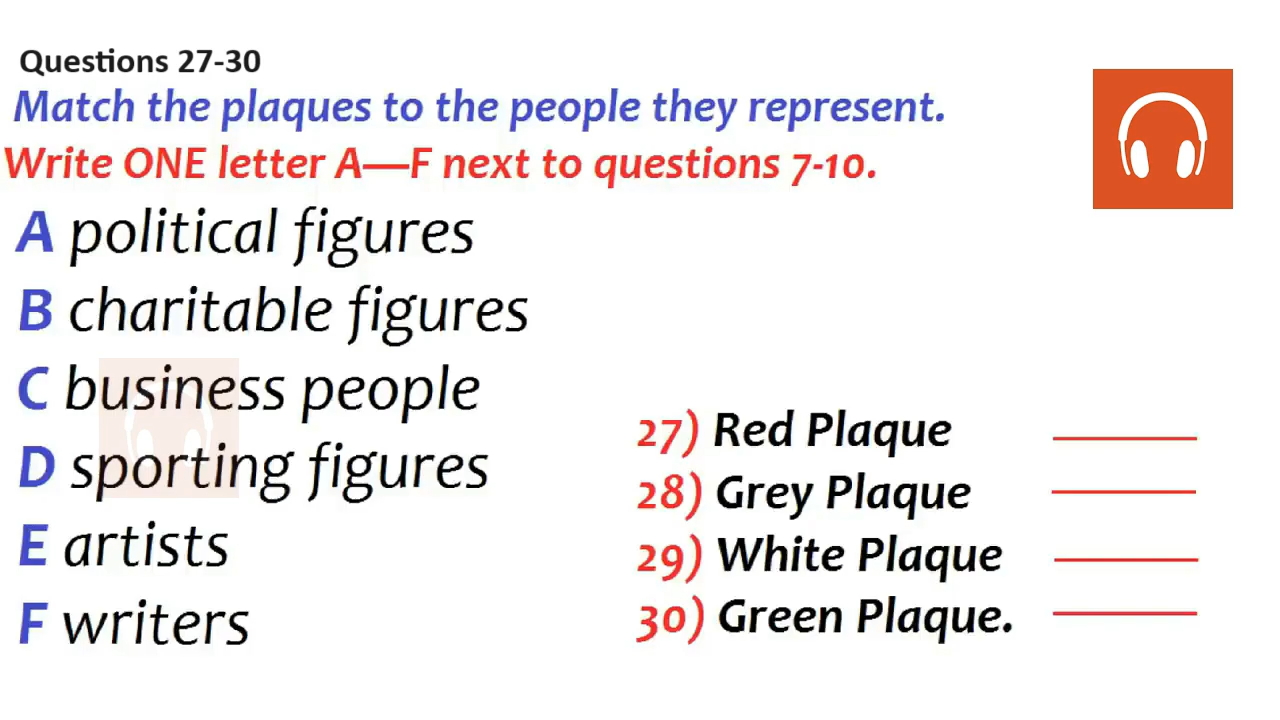 Questions 27-30
Match the plaques to the people they represent.
Write ONE letter A—F next to questions 7-10.
A political figures
B charitable figures
C business people
D sporting figures
E artists
F writers
27) Red Plaque
28) Grey Plaque
29) White Plaque
30) Green Plaque.